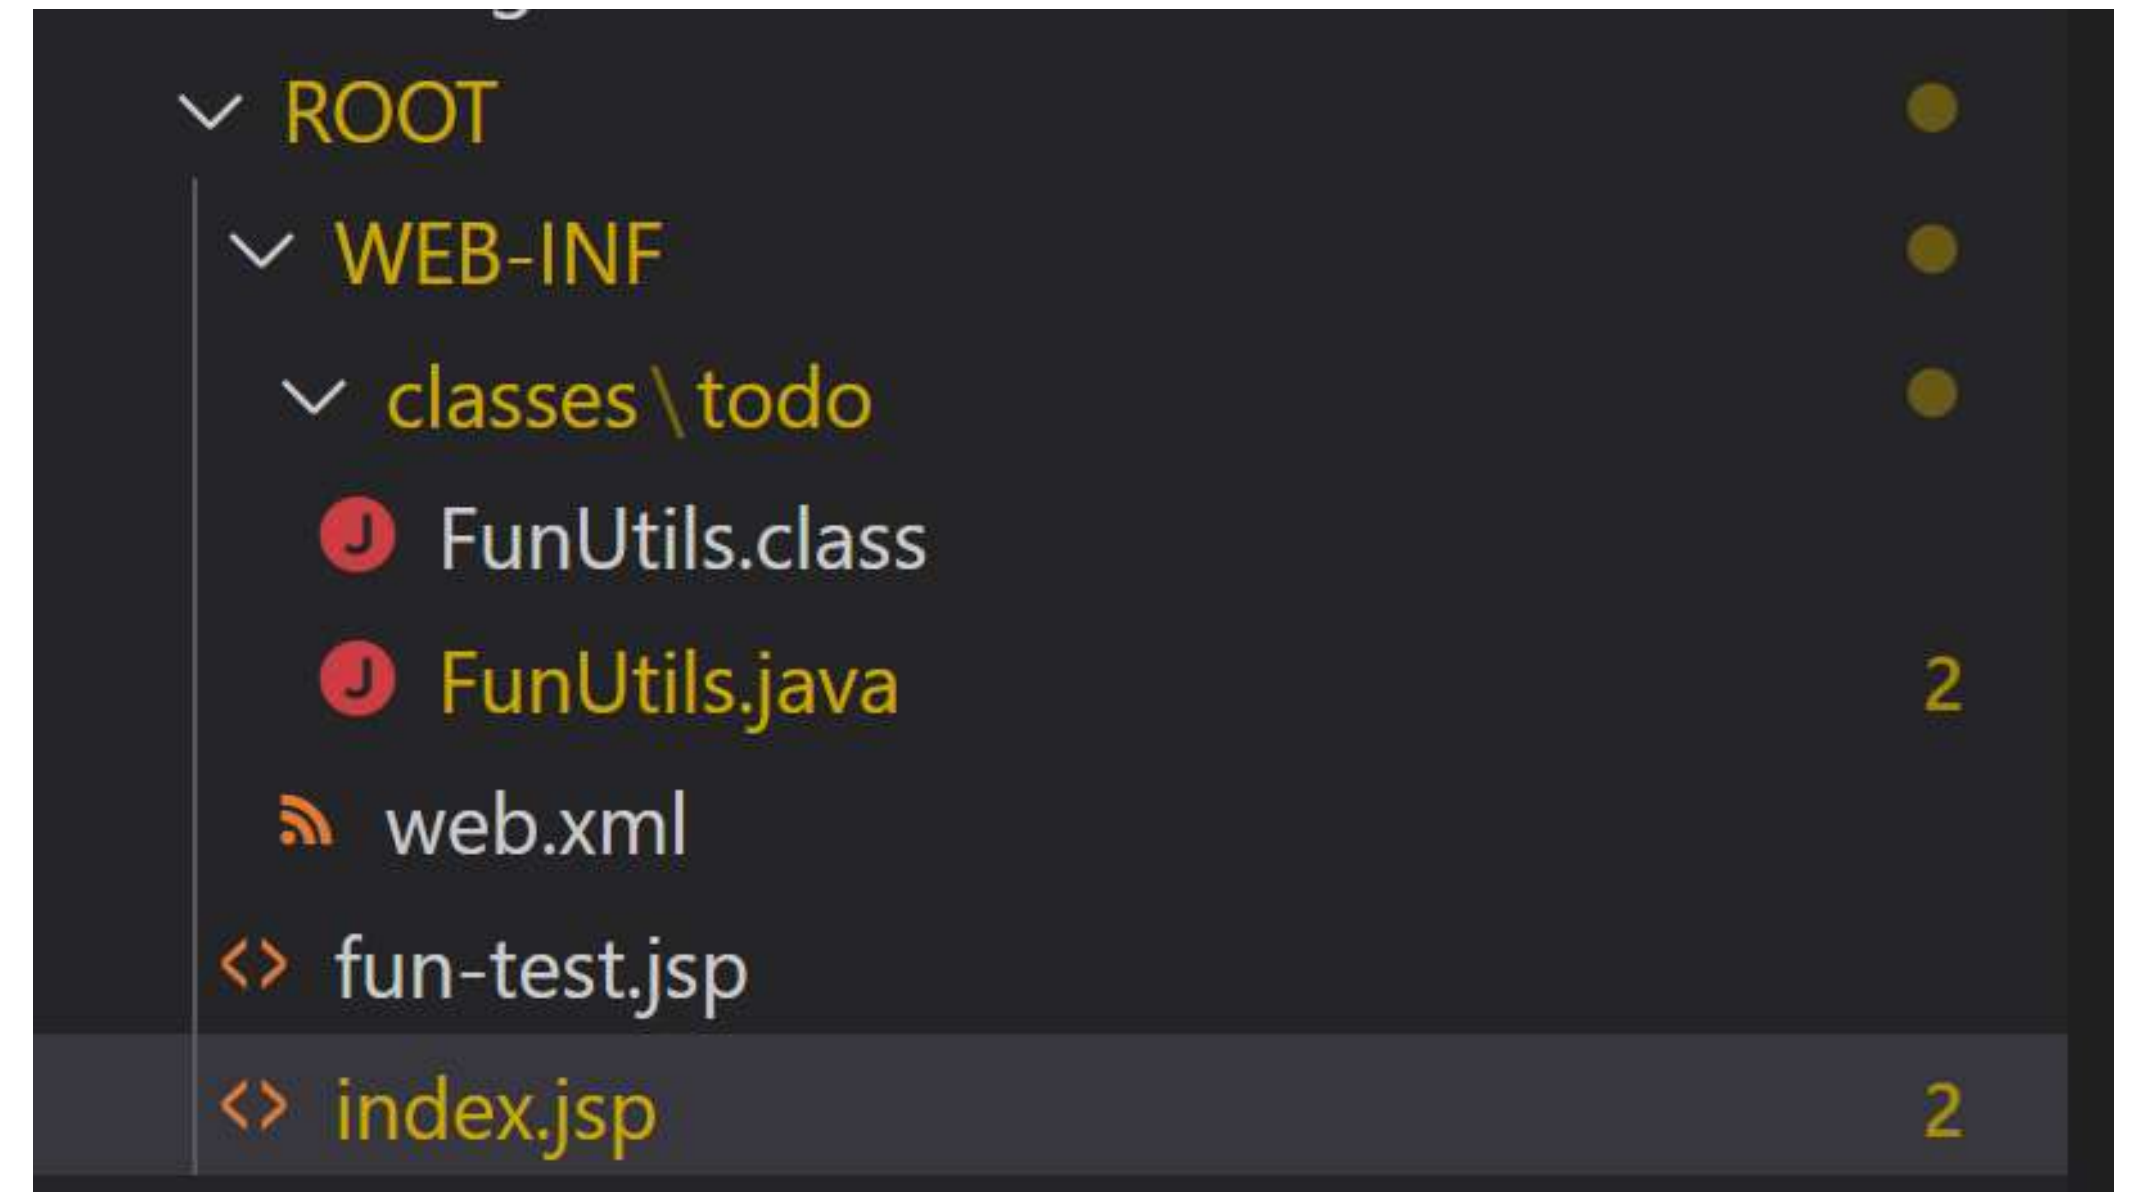 ROOT
WEB-INF
classes\todo
FunUtils.class
FunUtils.java 2
web.xml
fun-test.jsp
index.jsp 2